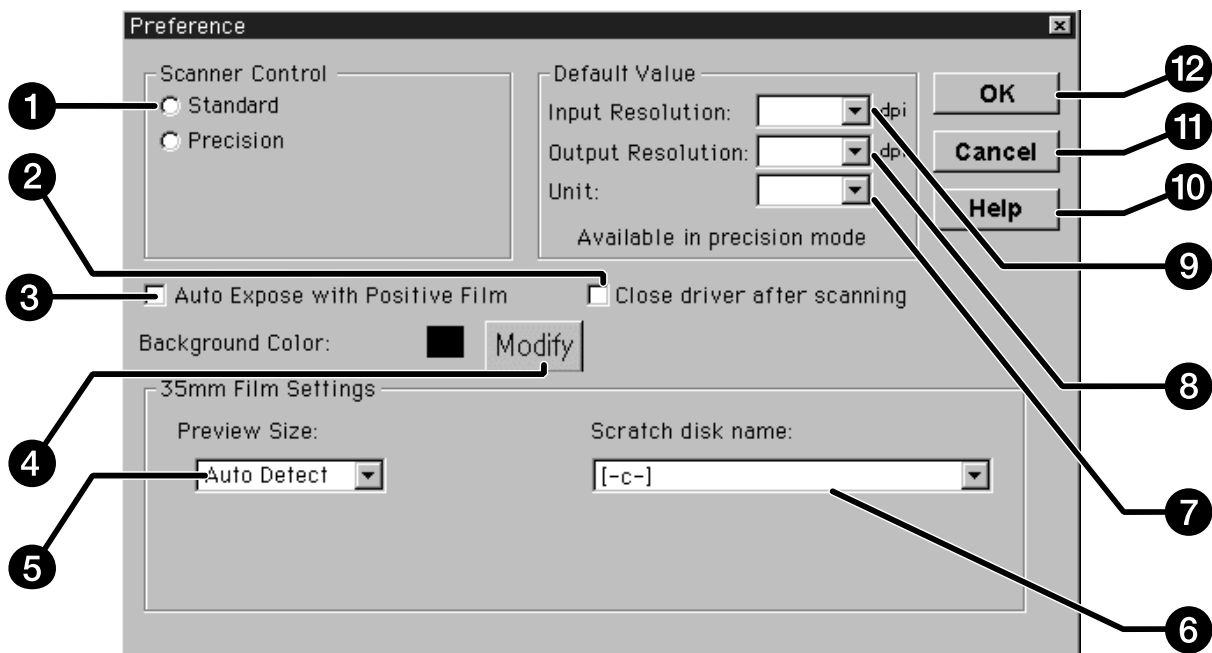 Preference
Scanner Control
Standard
Precision
Default Value
Input Resolution: dpi
Output Resolution: dpi
Unit:
Available in precision mode
OK
Cancel
Help
Auto Expose with Positive Film
Close driver after scanning
Background Color:
Modify
35mm Film Settings
Preview Size:
Auto Detect
Scratch disk name:
[-c-]
1
2
3
4
5
6
7
8
9
10
11
12